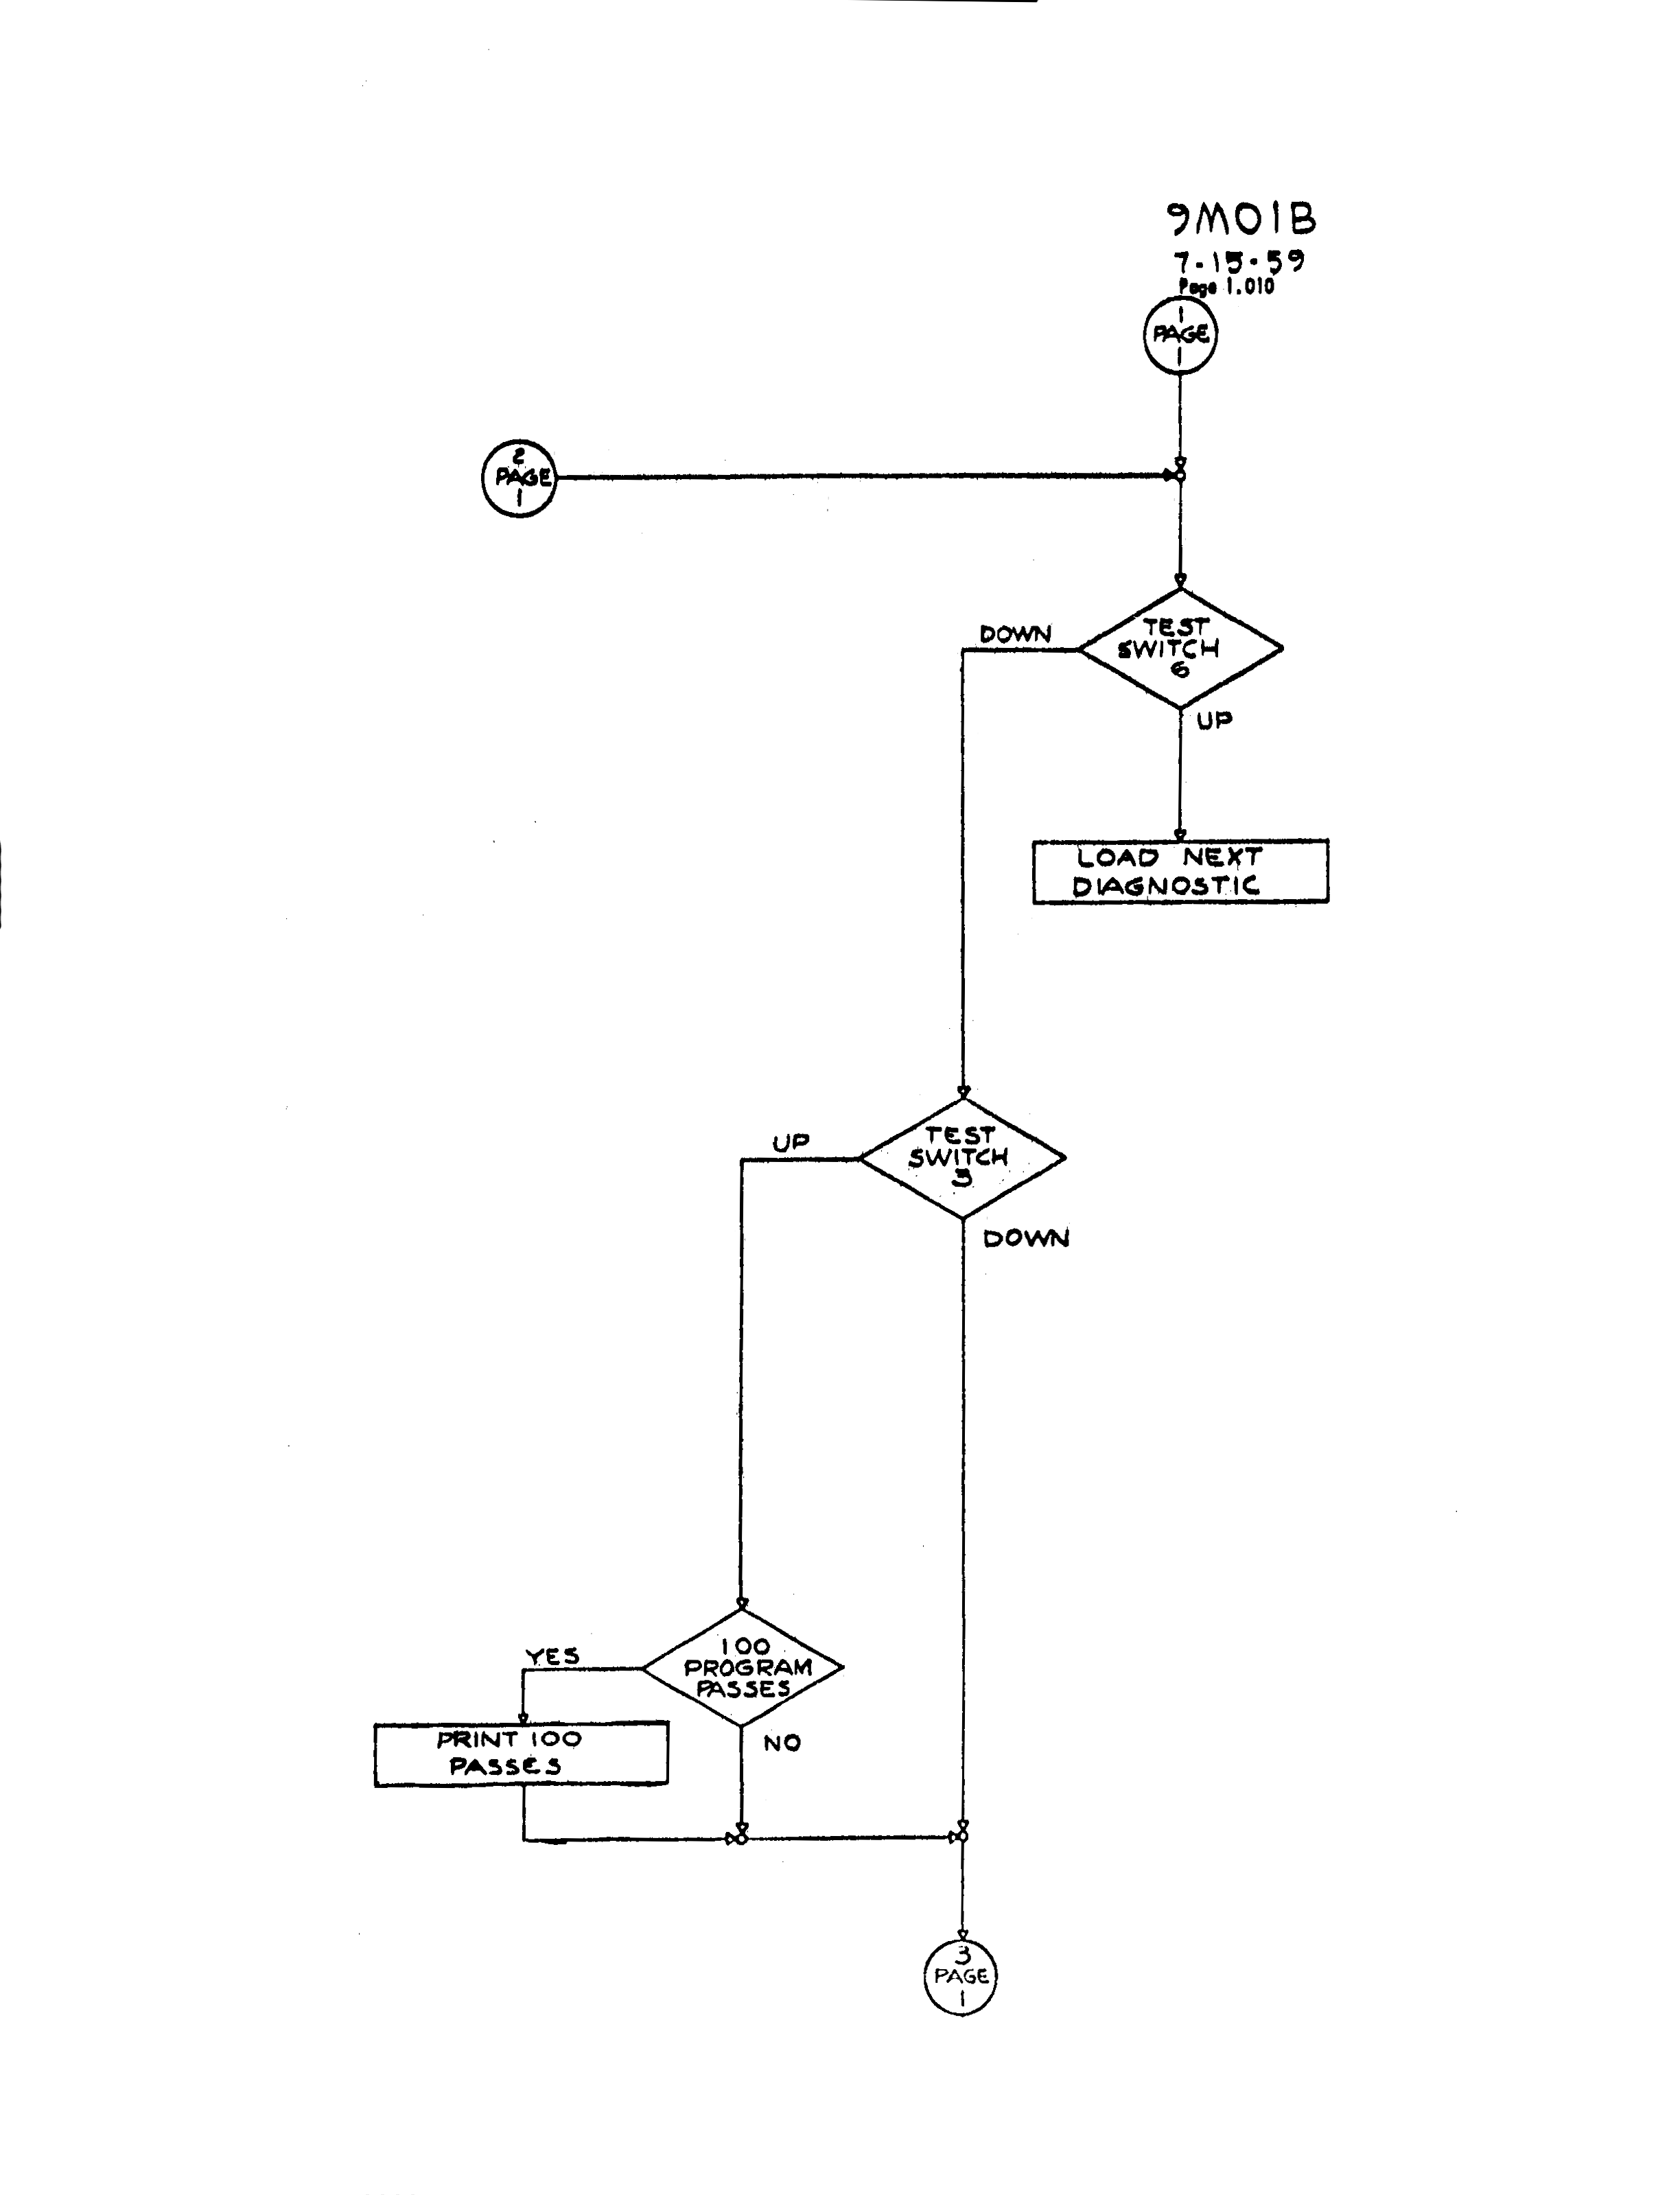 9M01B
7-15-59
Page 1.010
1
PAGE
1
2
PAGE
1
DOWN
TEST
SWITCH
6
UP
LOAD NEXT
DIAGNOSTIC
UP
TEST
SWITCH
3
DOWN
YES
100
PROGRAM
PASSES
NO
PRINT 100
PASSES
3
PAGE
1